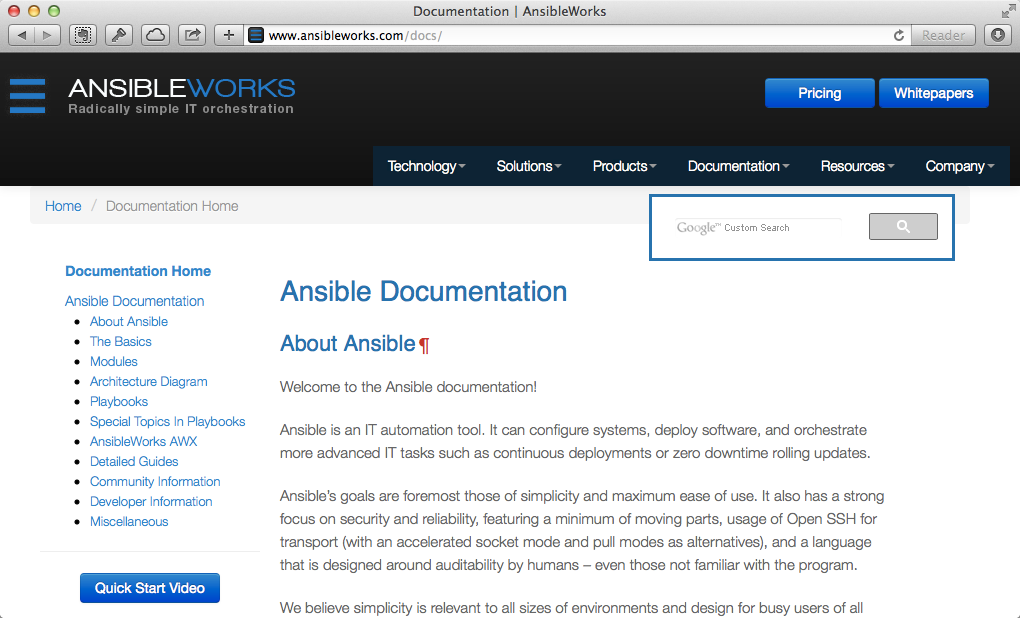 Documentation | AnsibleWorks
www.ansibleworks.com/docs/
Reader
ANSIBLEWORKS
Radically simple IT orchestration
Pricing
Whitepapers
Technology
Solutions
Products
Documentation
Resources
Company
Home / Documentation Home
Google™ Custom Search
Documentation Home
Ansible Documentation
• About Ansible
• The Basics
• Modules
• Architecture Diagram
• Playbooks
• Special Topics In Playbooks
• AnsibleWorks AWX
• Detailed Guides
• Community Information
• Developer Information
• Miscellaneous
Quick Start Video
Ansible Documentation
About Ansible¶
Welcome to the Ansible documentation!
Ansible is an IT automation tool. It can configure systems, deploy software, and orchestrate
more advanced IT tasks such as continuous deployments or zero downtime rolling updates.
Ansible’s goals are foremost those of simplicity and maximum ease of use. It also has a strong
focus on security and reliability, featuring a minimum of moving parts, usage of Open SSH for
transport (with an accelerated socket mode and pull modes as alternatives), and a language
that is designed around auditability by humans – even those not familiar with the program.
We believe simplicity is relevant to all sizes of environments and design for busy users of all